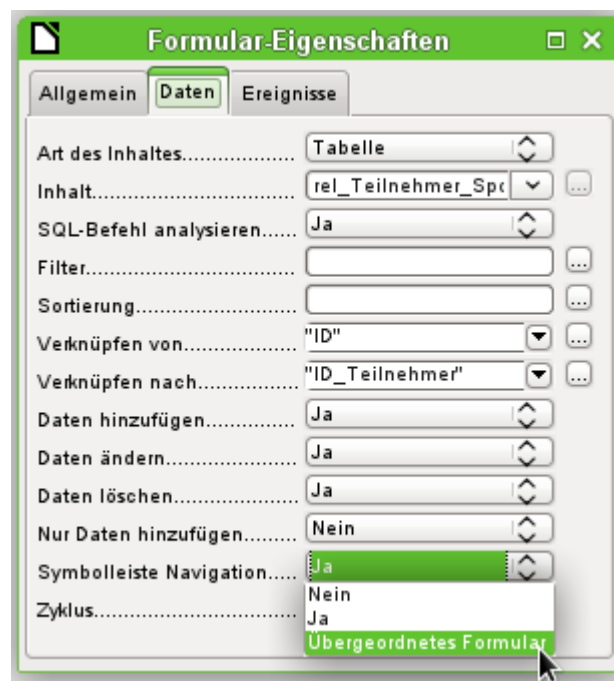 Formular-Eigenschaften
Allgemein Daten Ereignisse
Art des Inhaltes................... Tabelle
Inhalt................................. rel_Teilnehmer_Spo ...
SQL-Befehl analysieren...... Ja
Filter.................................. ...
Sortierung.......................... ...
Verknüpfen von.................. "ID" ...
Verknüpfen nach................ "ID_Teilnehmer" ...
Daten hinzufügen................ Ja
Daten ändern...................... Ja
Daten löschen..................... Ja
Nur Daten hinzufügen......... Nein
Symbolleiste Navigation..... Ja
Nein
Zyklus................................ Ja
Übergeordnetes Formular